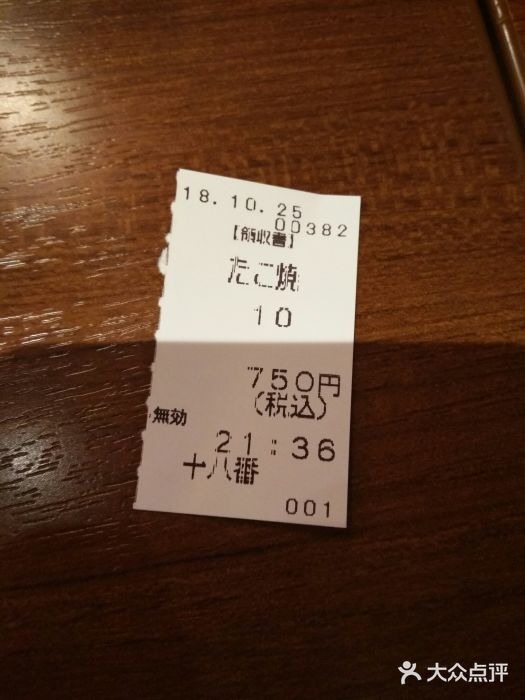 18.10.25
00382
【領収書】
たこ焼
10
750円
(税込)
無効
21:36
十八番
001
大众点评